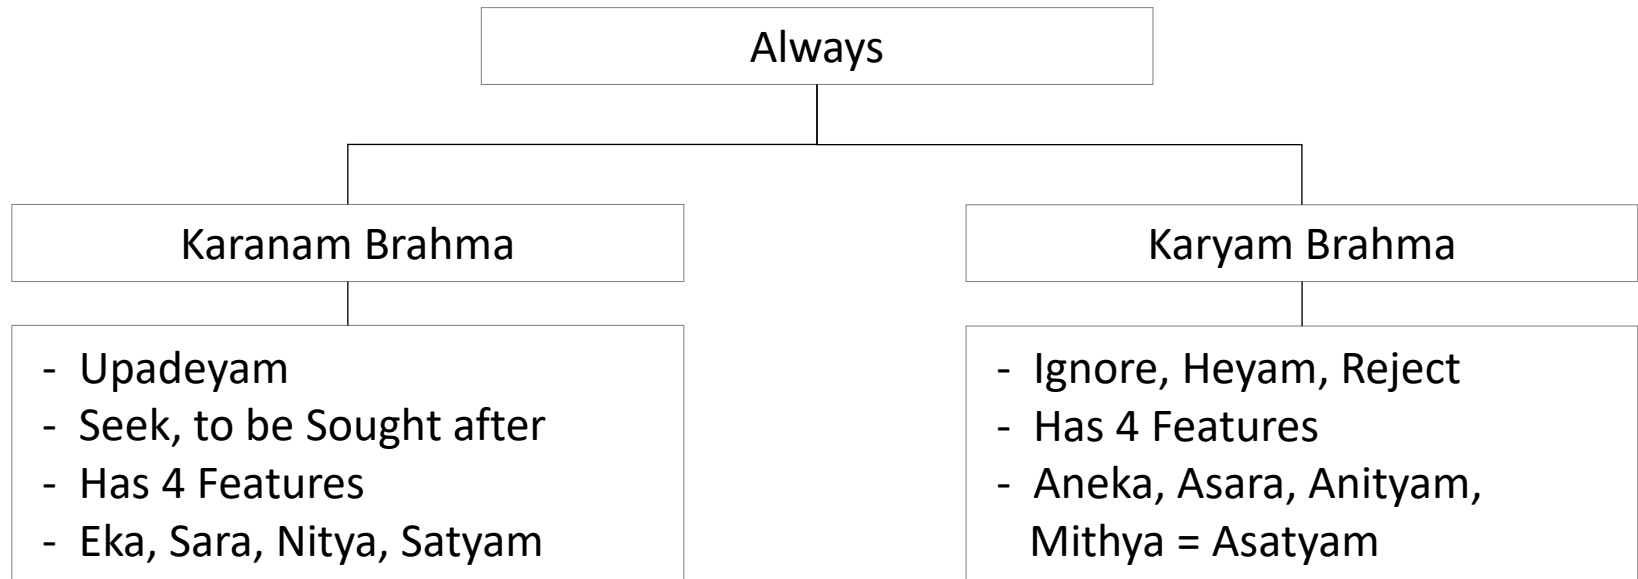 Always
Karanam Brahma
Karyam Brahma
- Upadeyam
- Seek, to be Sought after
- Has 4 Features
- Eka, Sara, Nitya, Satyam
- Ignore, Heyam, Reject
- Has 4 Features
- Aneka, Asara, Anityam,
Mithya = Asatyam